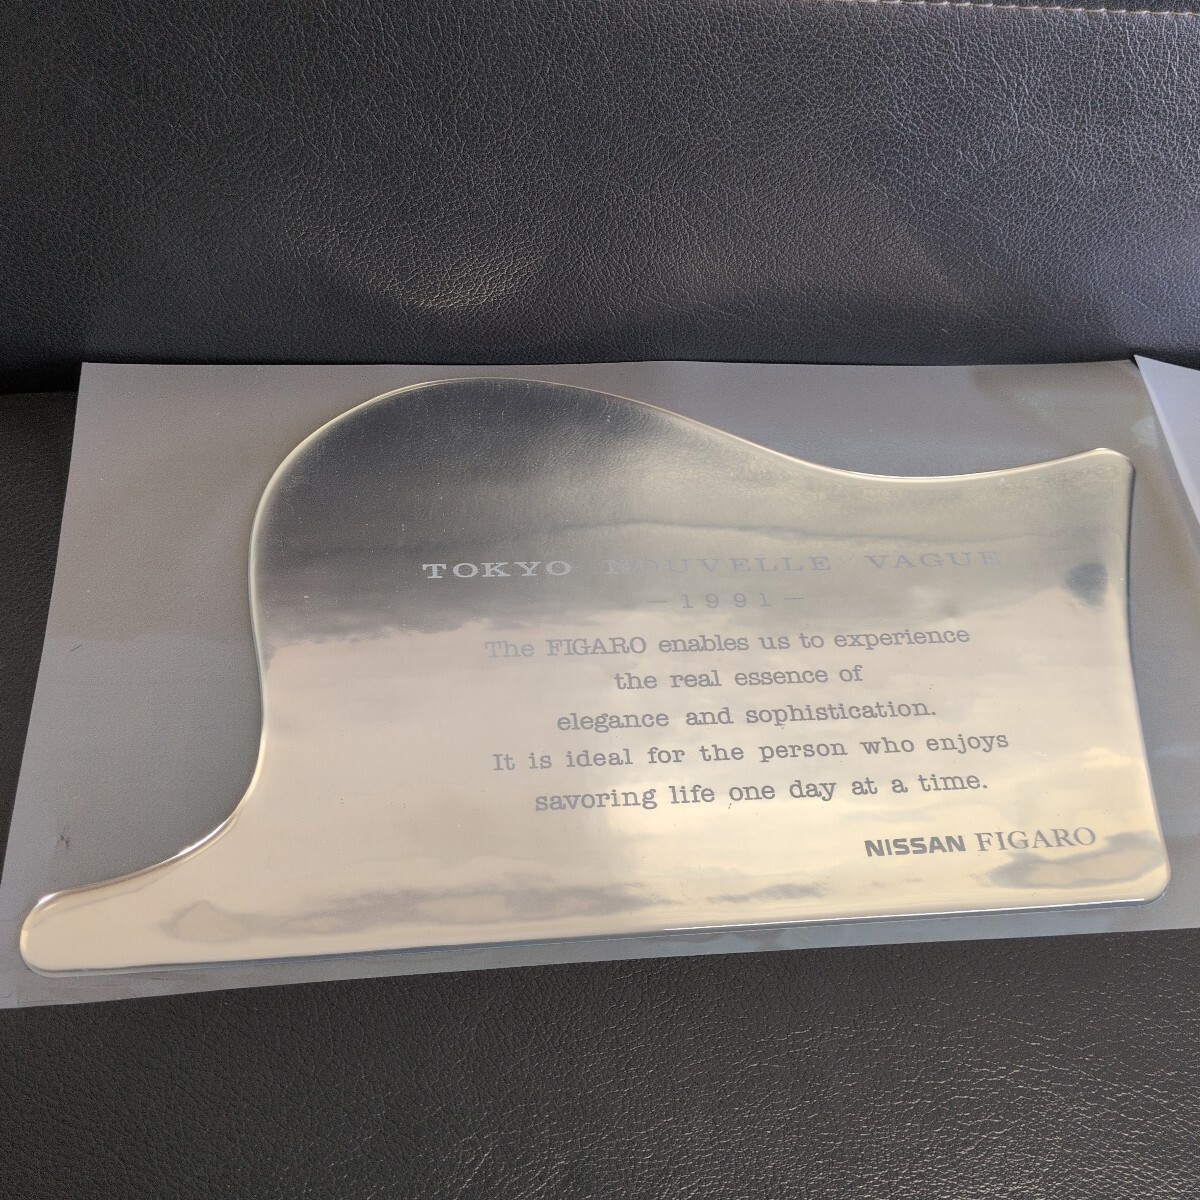 TOKYO NOUVELLE VAGUE
— 1991 —
The FIGARO enables us to experience
the real essence of
elegance and sophistication.
It is ideal for the person who enjoys
savoring life one day at a time.
NISSAN FIGARO